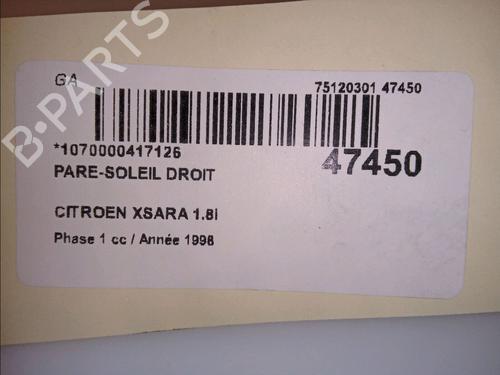 B-PARTS
GA 75120301 47450
*1070000417126 47450
PARE-SOLEIL DROIT
CITROEN XSARA 1.8i
Phase 1 cc / Année 1998